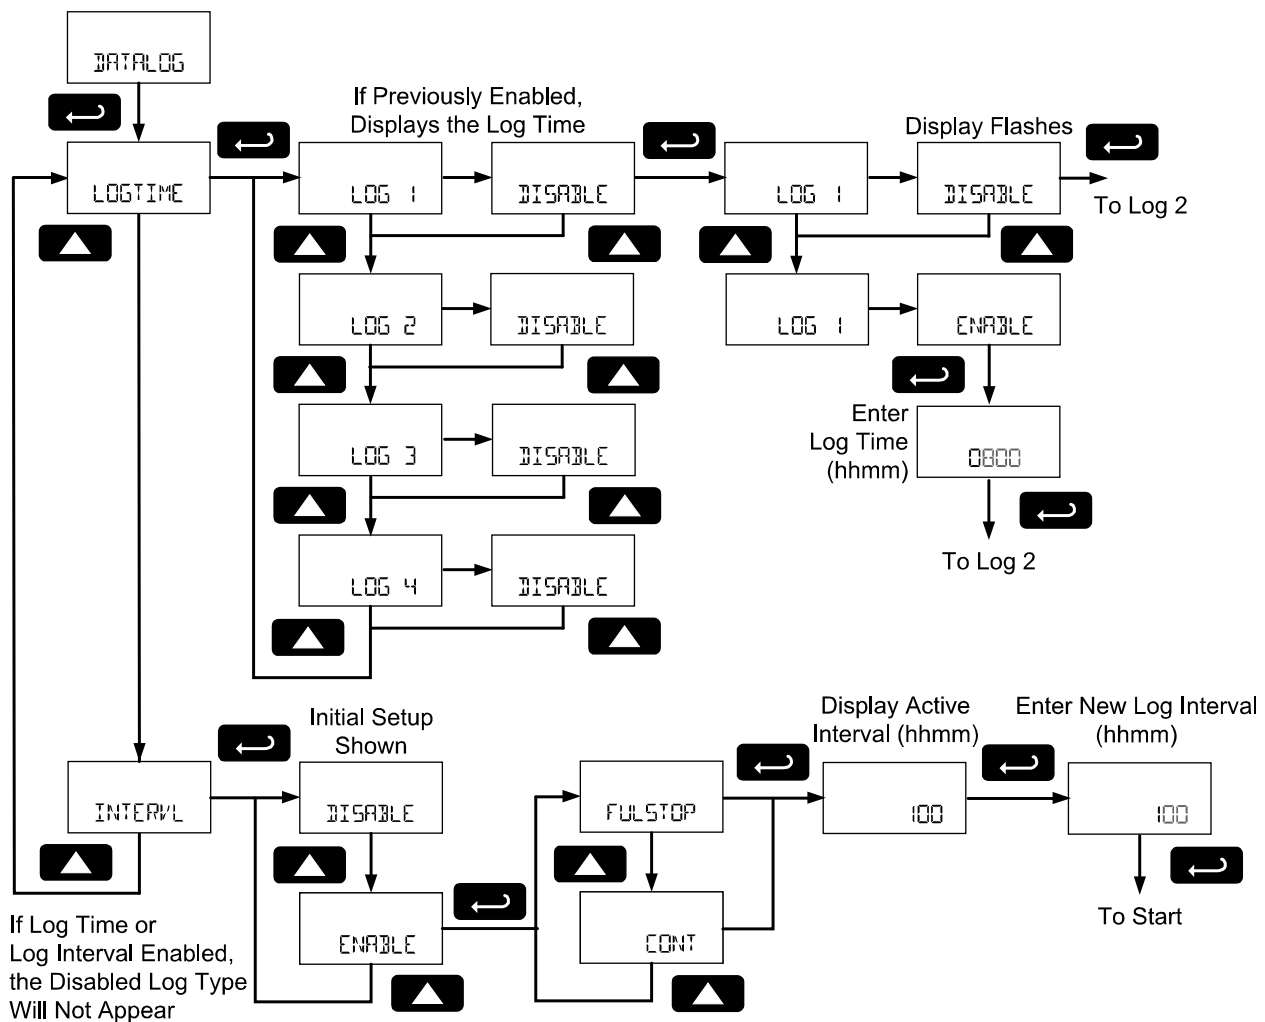 DATALOG
If Previously Enabled,
Displays the Log Time
Display Flashes
LOGTIME
LOG 1
DISABLE
LOG 1
DISABLE
To Log 2
LOG 2
DISABLE
LOG 1
ENABLE
LOG 3
DISABLE
Enter
Log Time
(hhmm)
0800
To Log 2
LOG 4
DISABLE
Initial Setup
Shown
Display Active
Interval (hhmm)
Enter New Log Interval
(hhmm)
INTERVL
DISABLE
FULSTOP
100
100
If Log Time or
Log Interval Enabled,
the Disabled Log Type
Will Not Appear
ENABLE
CONT
To Start